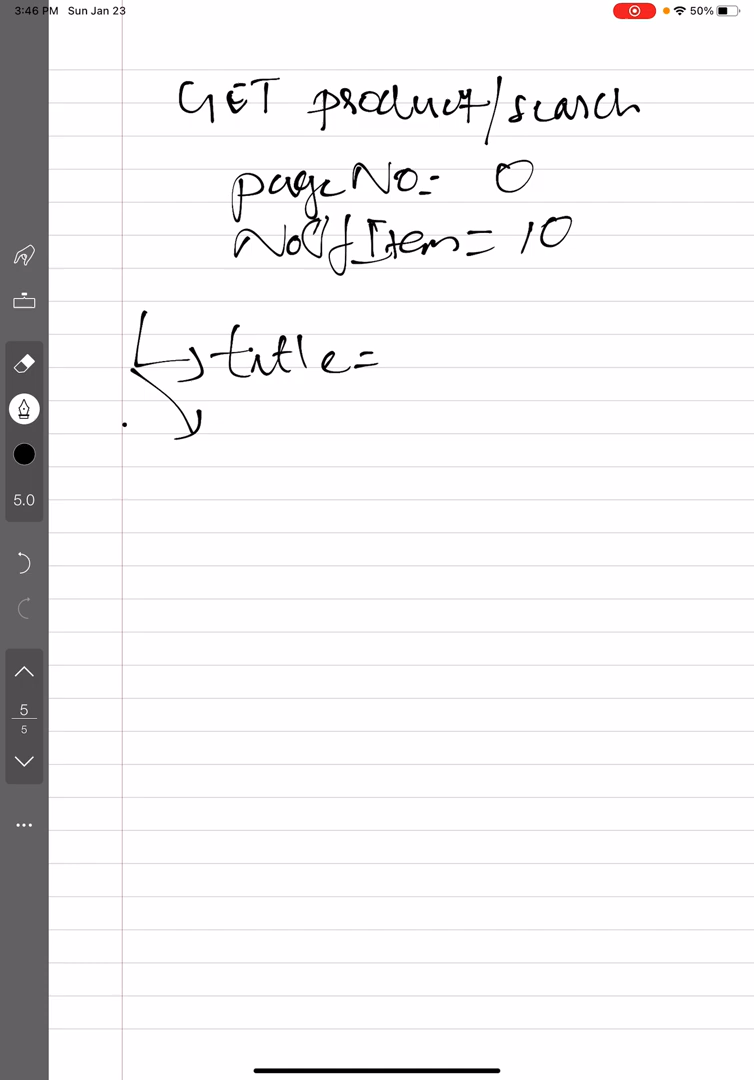 3:46 PM Sun Jan 23 50%
GET product/search
pageNo= 0
NoOfItem= 10
title=
5.0
5
5